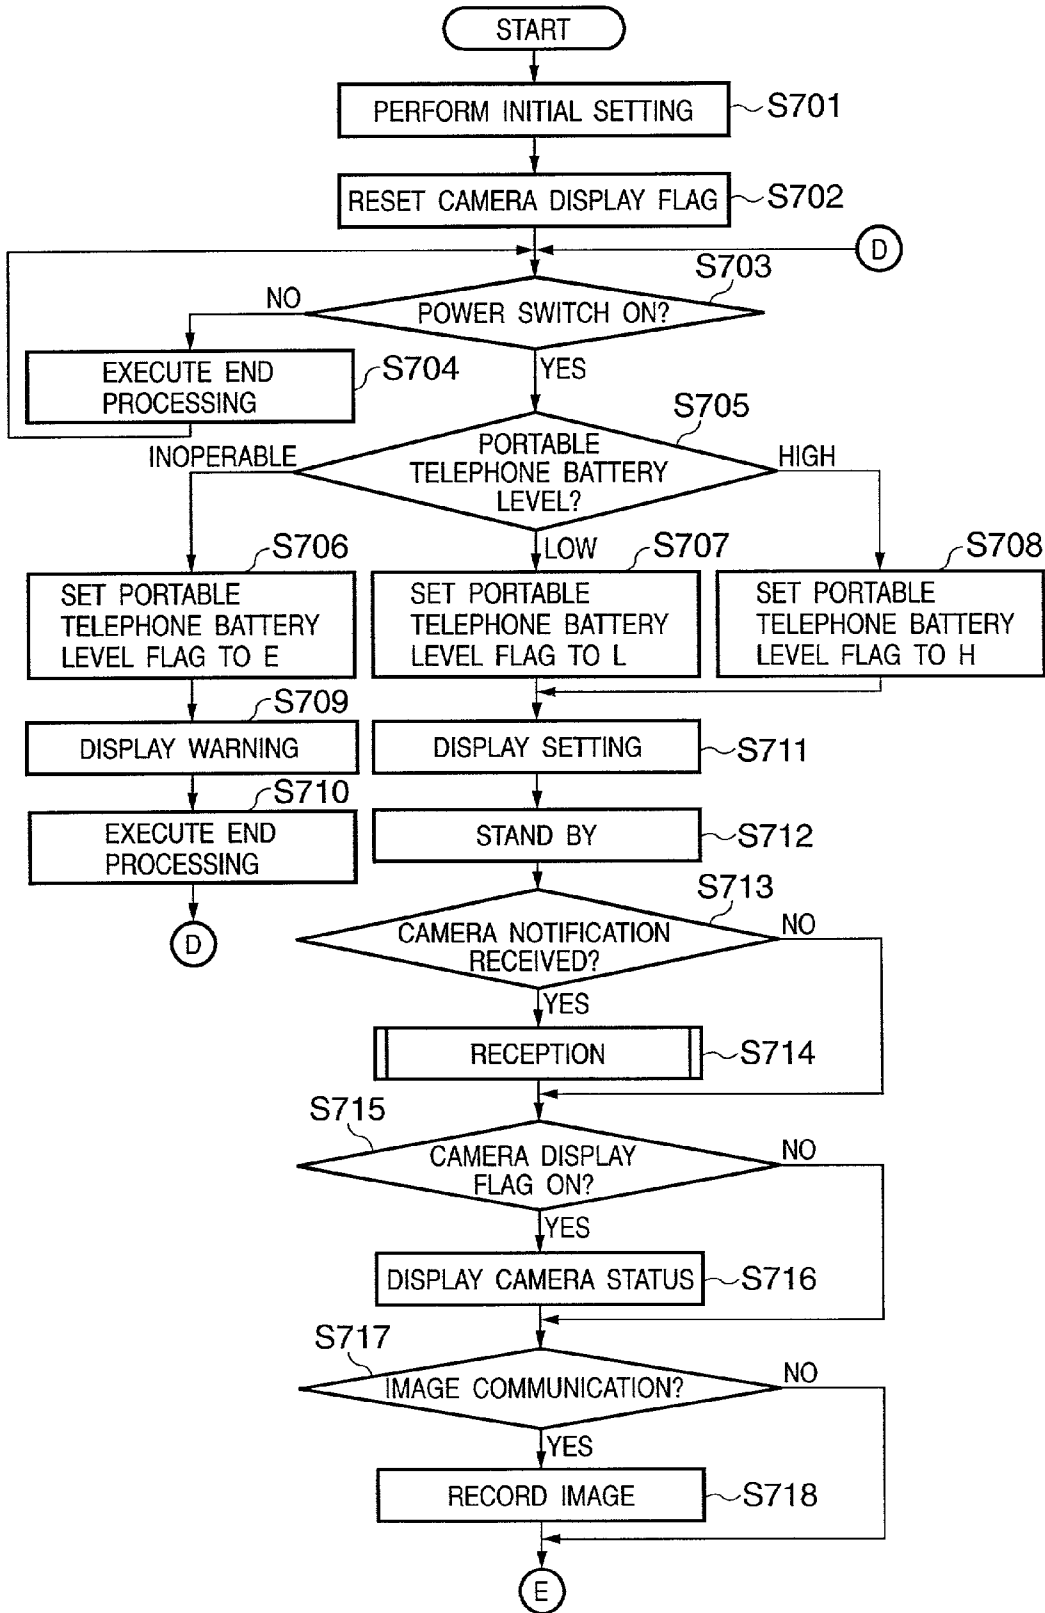 START
PERFORM INITIAL SETTING
S701
RESET CAMERA DISPLAY FLAG
S702
D
S703
POWER SWITCH ON?
NO
YES
EXECUTE END
PROCESSING
S704
S705
PORTABLE
TELEPHONE BATTERY
LEVEL?
INOPERABLE
HIGH
LOW
S706
SET PORTABLE
TELEPHONE BATTERY
LEVEL FLAG TO E
S707
SET PORTABLE
TELEPHONE BATTERY
LEVEL FLAG TO L
S708
SET PORTABLE
TELEPHONE BATTERY
LEVEL FLAG TO H
S709
DISPLAY WARNING
DISPLAY SETTING
S711
S710
EXECUTE END
PROCESSING
STAND BY
S712
D
S713
CAMERA NOTIFICATION
RECEIVED?
NO
YES
RECEPTION
S714
S715
CAMERA DISPLAY
FLAG ON?
NO
YES
DISPLAY CAMERA STATUS
S716
S717
IMAGE COMMUNICATION?
NO
YES
RECORD IMAGE
S718
E